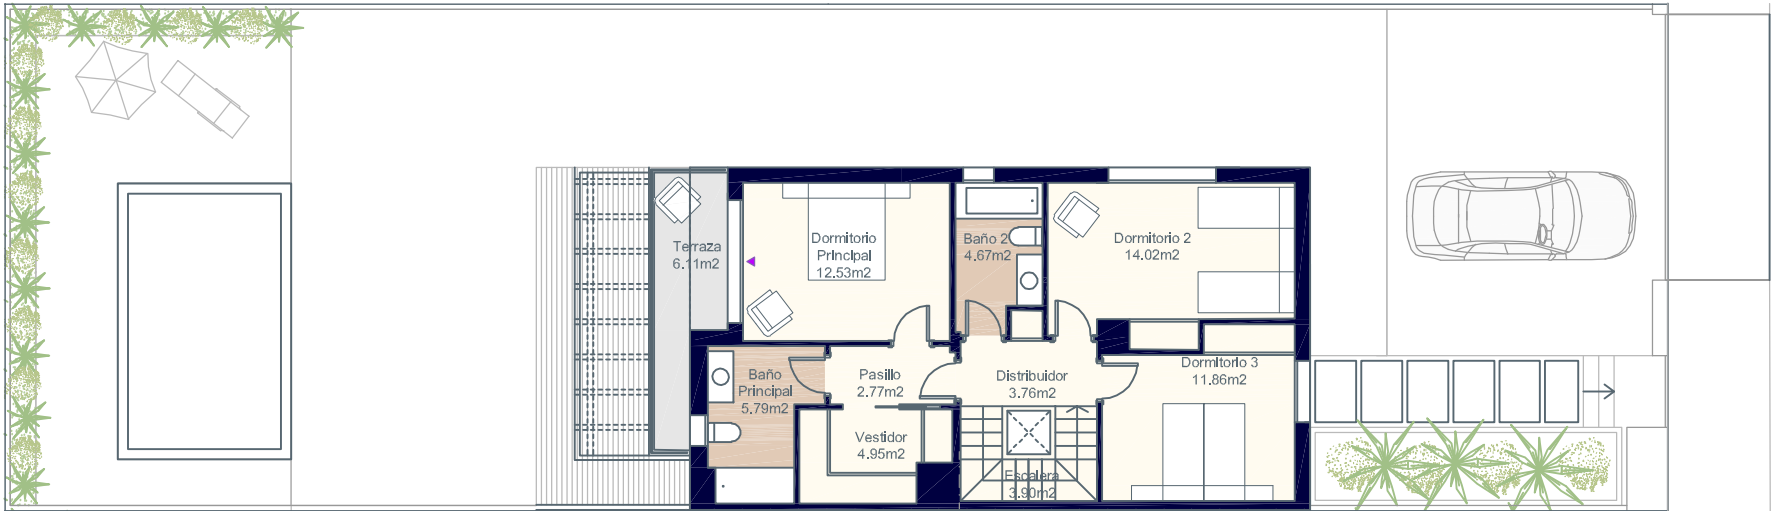 Terraza
6.11m2
Dormitorio
Principal
12.53m2
Baño 2
4.67m2
Dormitorio 2
14.02m2
Baño
Principal
5.79m2
Pasillo
2.77m2
Distribuidor
3.76m2
Dormitorio 3
11.86m2
Vestidor
4.95m2
Escalera
3.90m2